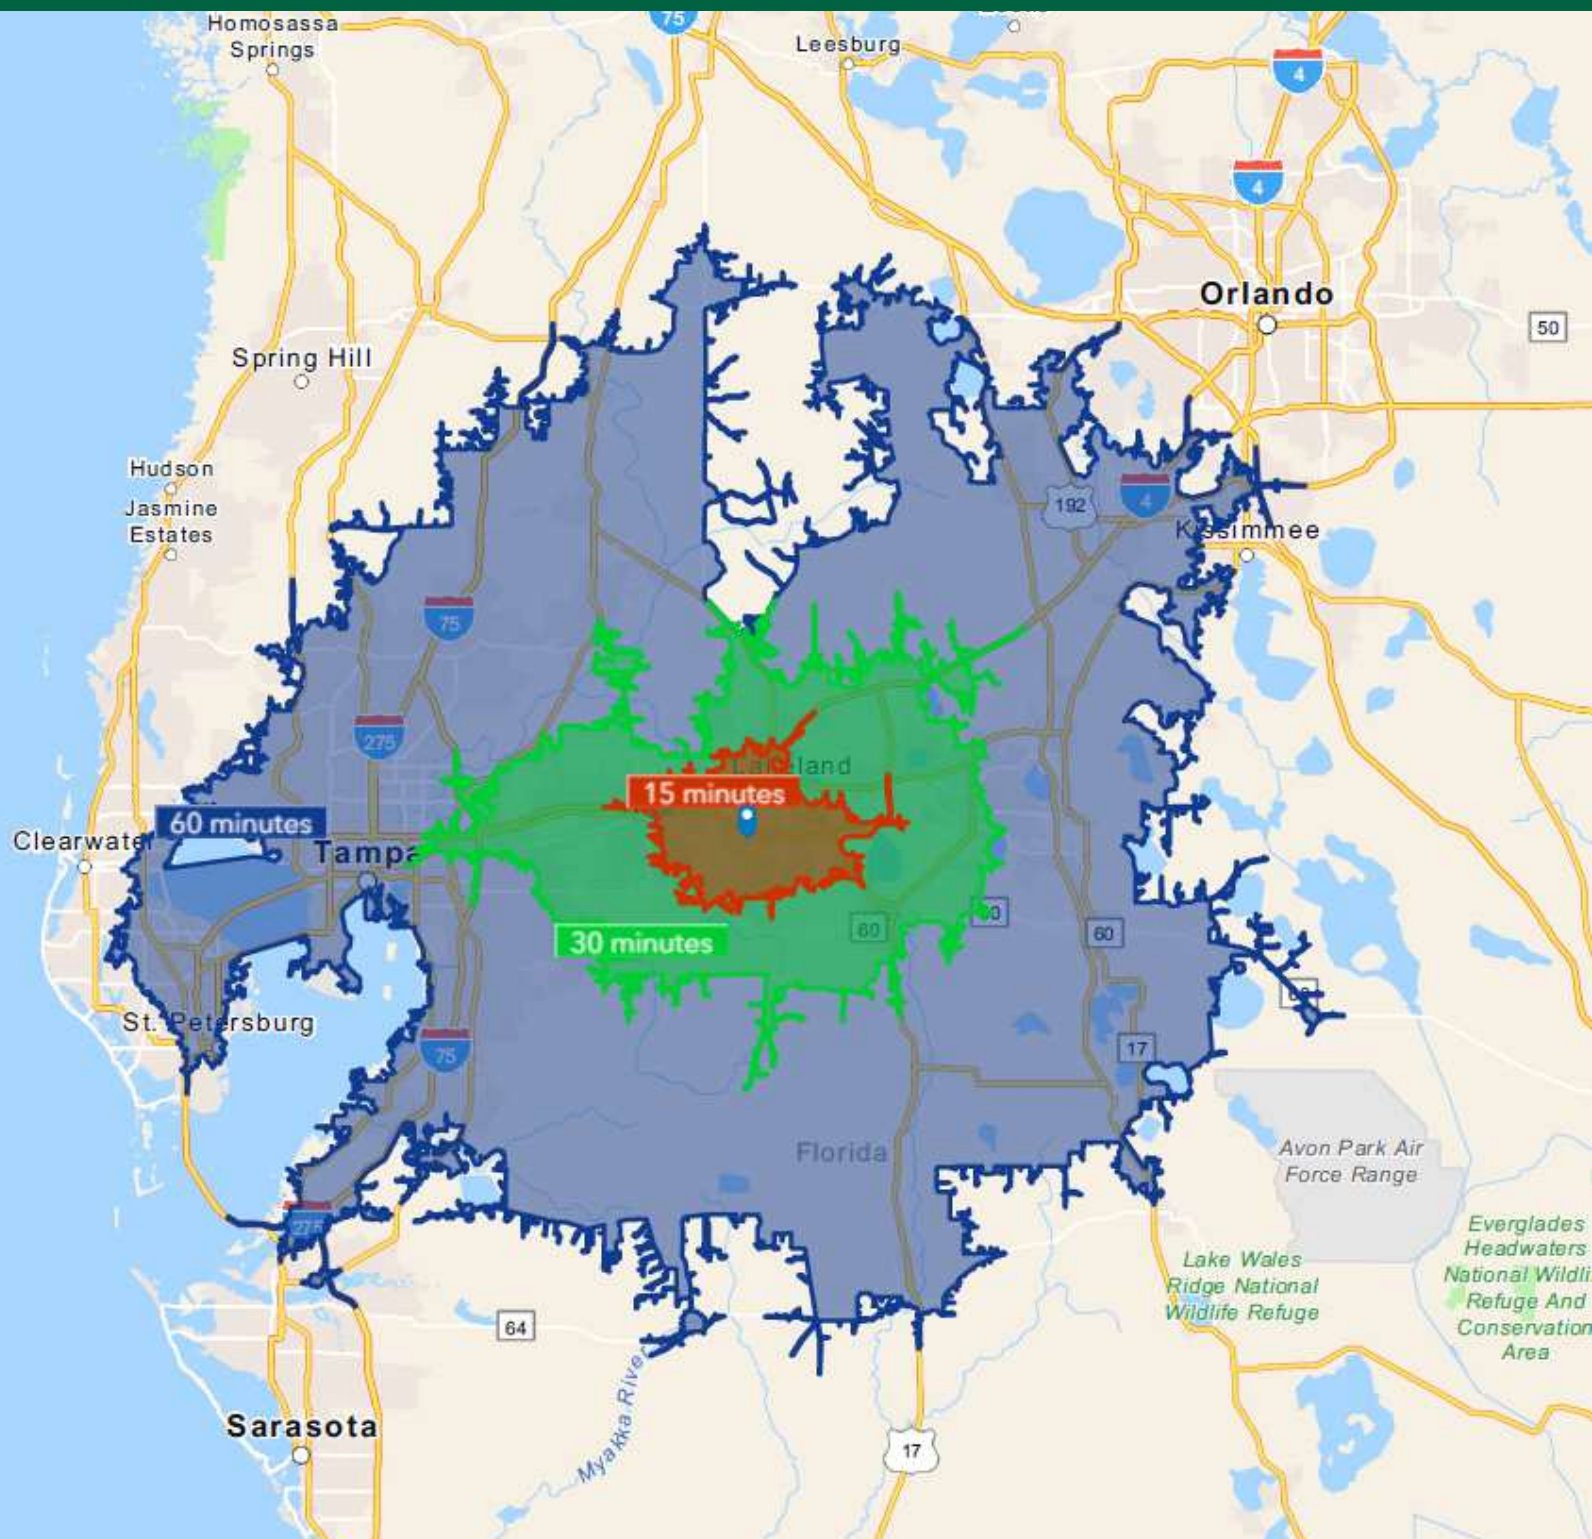 Homosassa
Springs
75
Leesburg
4
4
Orlando
50
Spring Hill
Hudson
Jasmine
Estates
192
4
Kissimmee
75
275
Lakeland
15 minutes
60 minutes
Clearwater
Tampa
60
60
30 minutes
60
St. Petersburg
75
17
Florida
Avon Park Air
Force Range
275
Everglades
Headwaters
National Wildli
Refuge And
Conservation
Area
Lake Wales
Ridge National
Wildlife Refuge
64
Myakka River
Sarasota
17